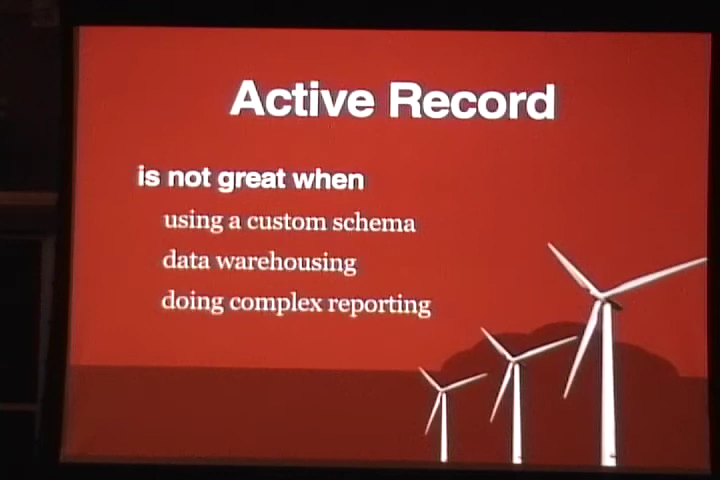 Active Record
is not great when
using a custom schema
data warehousing
doing complex reporting